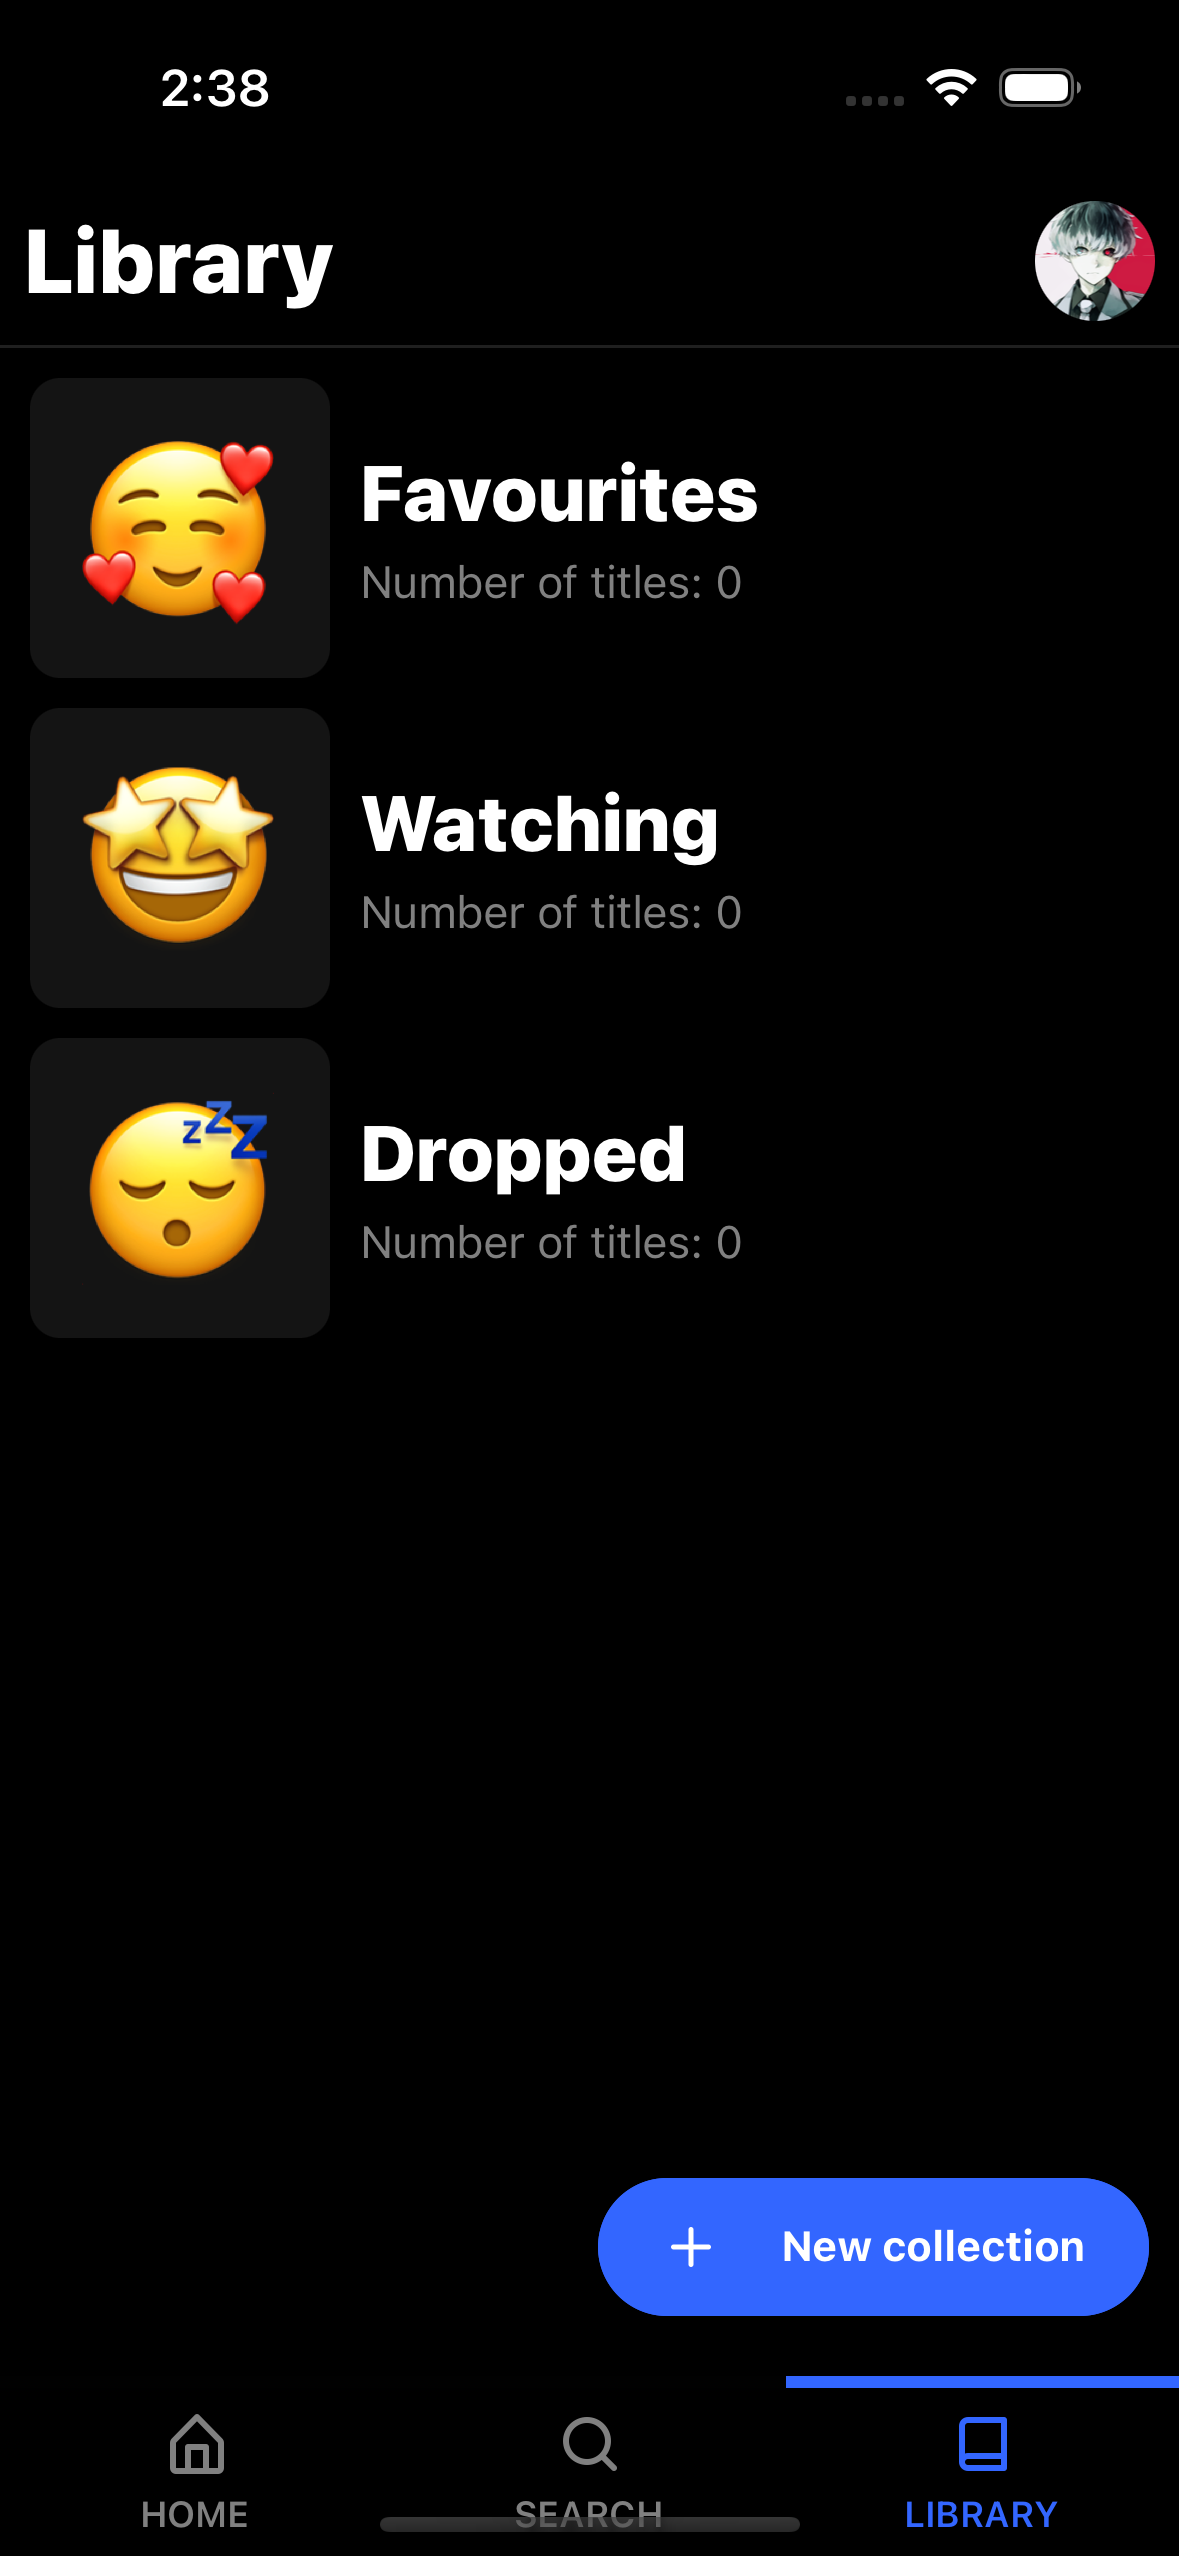 2:38
Library
Favourites
Number of titles: 0
Watching
Number of titles: 0
Dropped
Number of titles: 0
New collection
HOME
SEARCH
LIBRARY